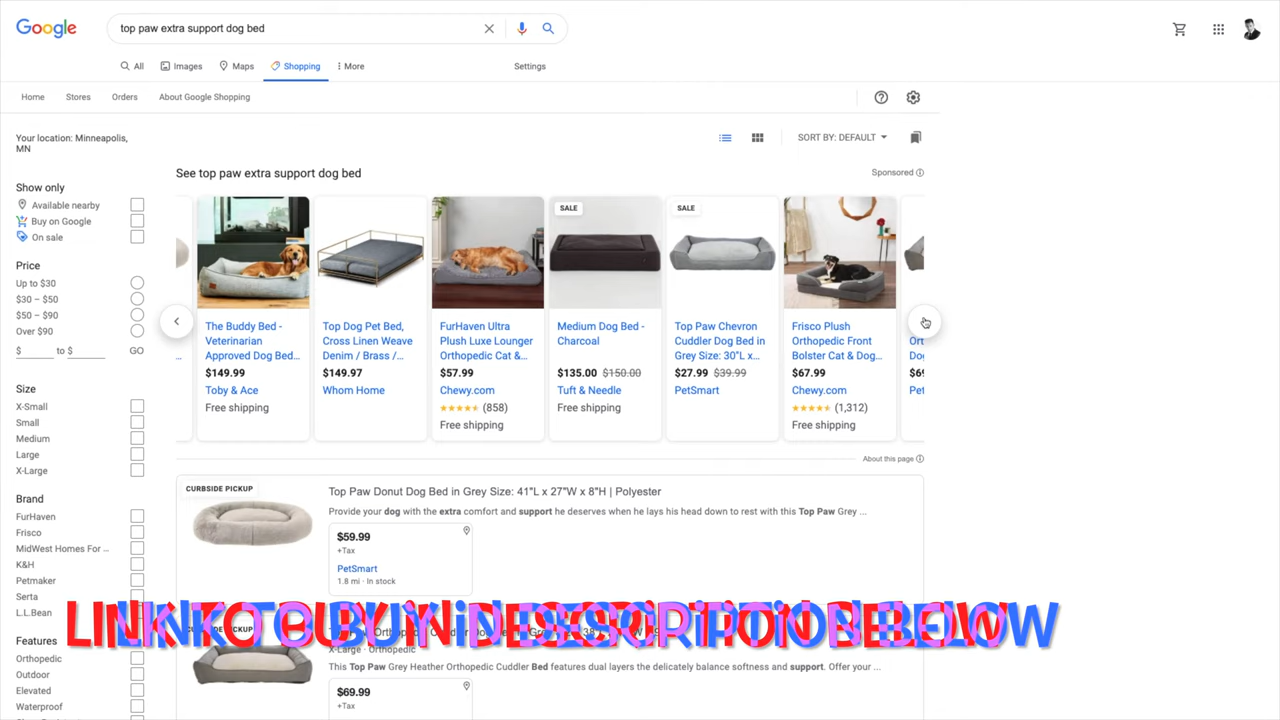 Google
top paw extra support dog bed
All
Images
Maps
Shopping
More
Settings
Home
Stores
Orders
About Google Shopping
Your location: Minneapolis,
MN
SORT BY: DEFAULT
See top paw extra support dog bed
Sponsored
Show only
Available nearby
Buy on Google
On sale
Price
Up to $30
$30 – $50
$50 – $90
Over $90
$ to $ GO
Size
X-Small
Small
Medium
Large
X-Large
Brand
FurHaven
Frisco
MidWest Homes For ...
K&H
Petmaker
Serta
L.L.Bean
Features
Orthopedic
Outdoor
Elevated
Waterproof
The Buddy Bed -
Veterinarian
Approved Dog Bed...
$149.99
Toby & Ace
Free shipping
Top Dog Pet Bed,
Cross Linen Weave
Denim / Brass /...
$149.97
Whom Home
FurHaven Ultra
Plush Luxe Lounger
Orthopedic Cat &...
$57.99
Chewy.com
(858)
Free shipping
SALE
Medium Dog Bed -
Charcoal
$135.00 $150.00
Tuft & Needle
Free shipping
SALE
Top Paw Chevron
Cuddler Dog Bed in
Grey Size: 30"L x...
$27.99 $39.99
PetSmart
Frisco Plush
Orthopedic Front
Bolster Cat & Dog...
$67.99
Chewy.com
(1,312)
Free shipping
About this page
CURBSIDE PICKUP
Top Paw Donut Dog Bed in Grey Size: 41"L x 27"W x 8"H | Polyester
Provide your dog with the extra comfort and support he deserves when he lays his head down to rest with this Top Paw Grey ...
$59.99
+Tax
PetSmart
1.8 mi · In stock
LINK TO BUY IN DESCRIPTION BELOW
X-Large · Orthopedic
This Top Paw Grey Heather Orthopedic Cuddler Bed features dual layers the delicately balance softness and support. Offer your ...
$69.99
+Tax